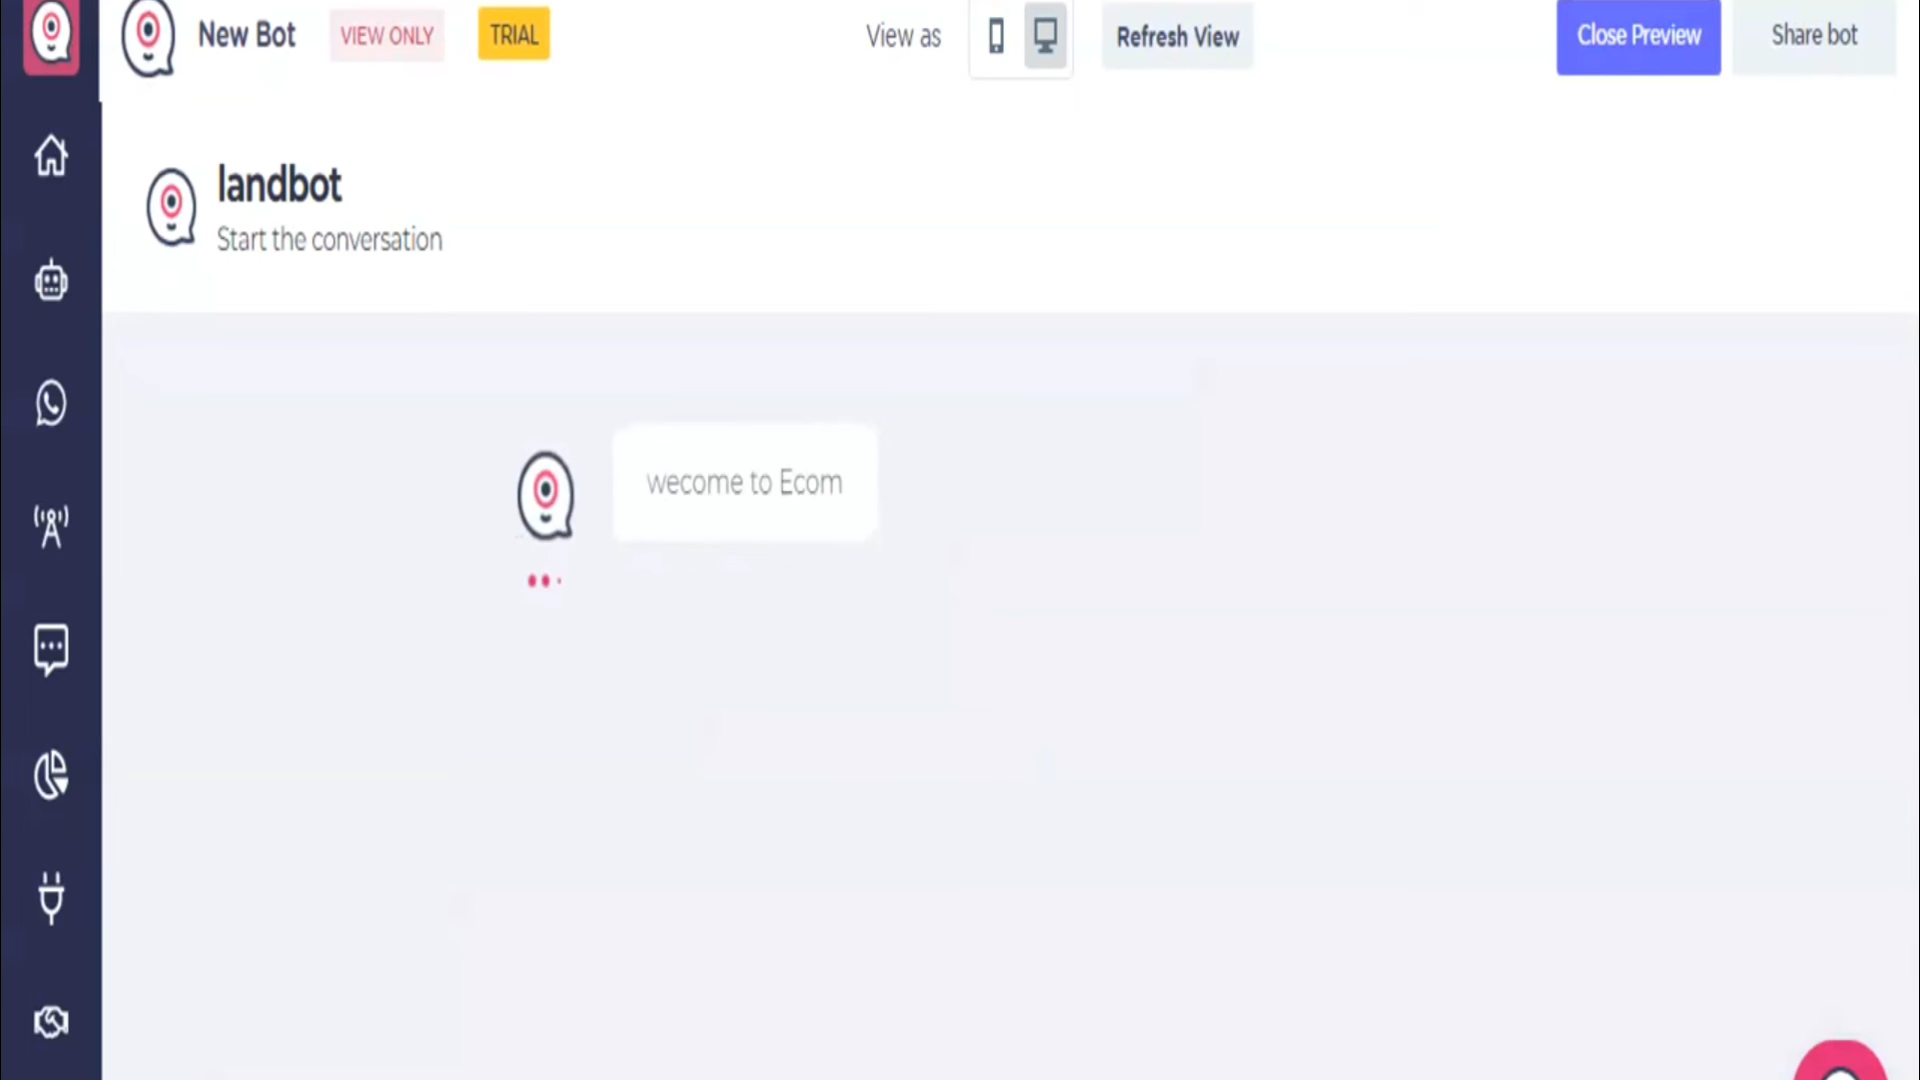 New Bot VIEW ONLY TRIAL View as Refresh View Close Preview Share bot
landbot
Start the conversation
wecome to Ecom